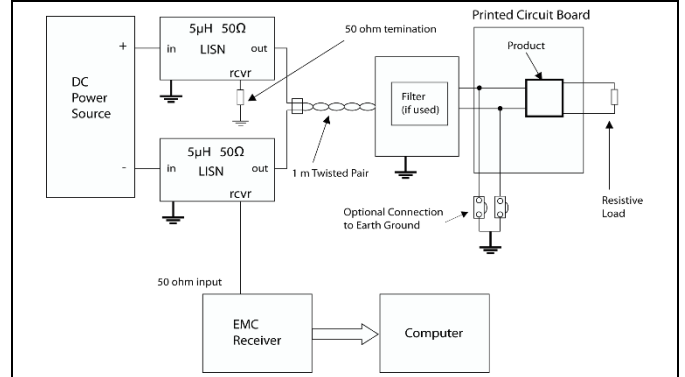 Printed Circuit Board
5µH 50Ω
LISN
in
out
rcvr
50 ohm temination
Product
+
DC
Power
Source
-
Filter
(if used)
5µH 50Ω
LISN
in
out
rcvr
1 m Twisted Pair
Optional Connection
to Earth Ground
Resistive
Load
50 ohm input
EMC
Receiver
Computer